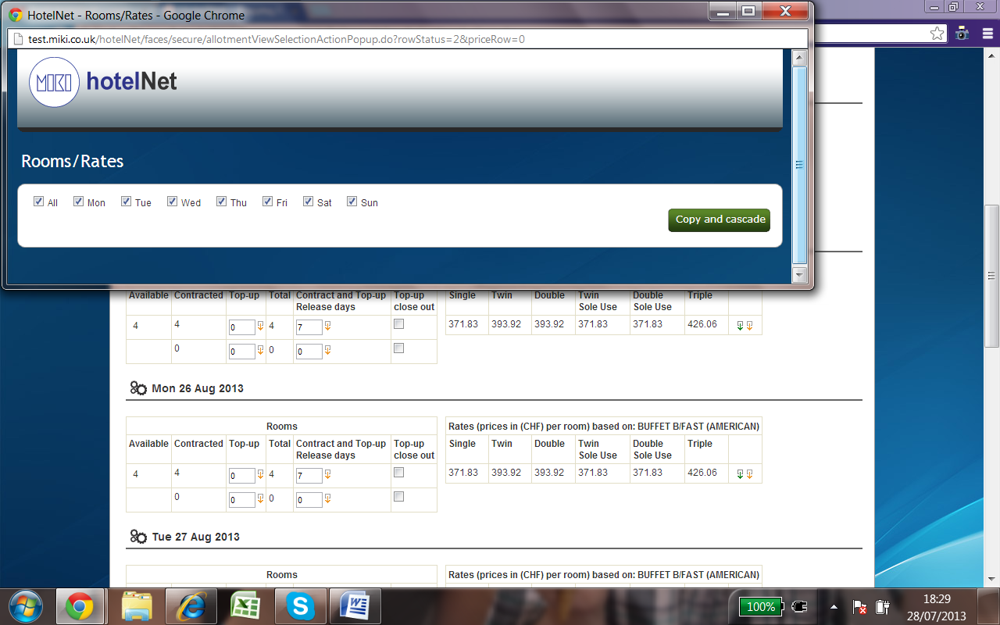 HotelNet - Rooms/Rates - Google Chrome
test.miki.co.uk/hotelNet/faces/secure/allotmentViewSelectionActionPopup.do?rowStatus=2&priceRow=0
MIKI hotelNet
Rooms/Rates
All Mon Tue Wed Thu Fri Sat Sun
Copy and cascade
Available Contracted Top-up Total Contract and Top-up Release days Top-up close out Single Twin Double Twin Sole Use Double Sole Use Triple
4 4 0 4 7 371.83 393.92 393.92 371.83 371.83 426.06
0 0 0 0
Mon 26 Aug 2013
Rooms Rates (prices in (CHF) per room) based on: BUFFET B/FAST (AMERICAN)
Available Contracted Top-up Total Contract and Top-up Release days Top-up close out Single Twin Double Twin Sole Use Double Sole Use Triple
4 4 0 4 7 371.83 393.92 393.92 371.83 371.83 426.06
0 0 0 0
Tue 27 Aug 2013
Rooms Rates (prices in (CHF) per room) based on: BUFFET B/FAST (AMERICAN)
100% 18:29
28/07/2013